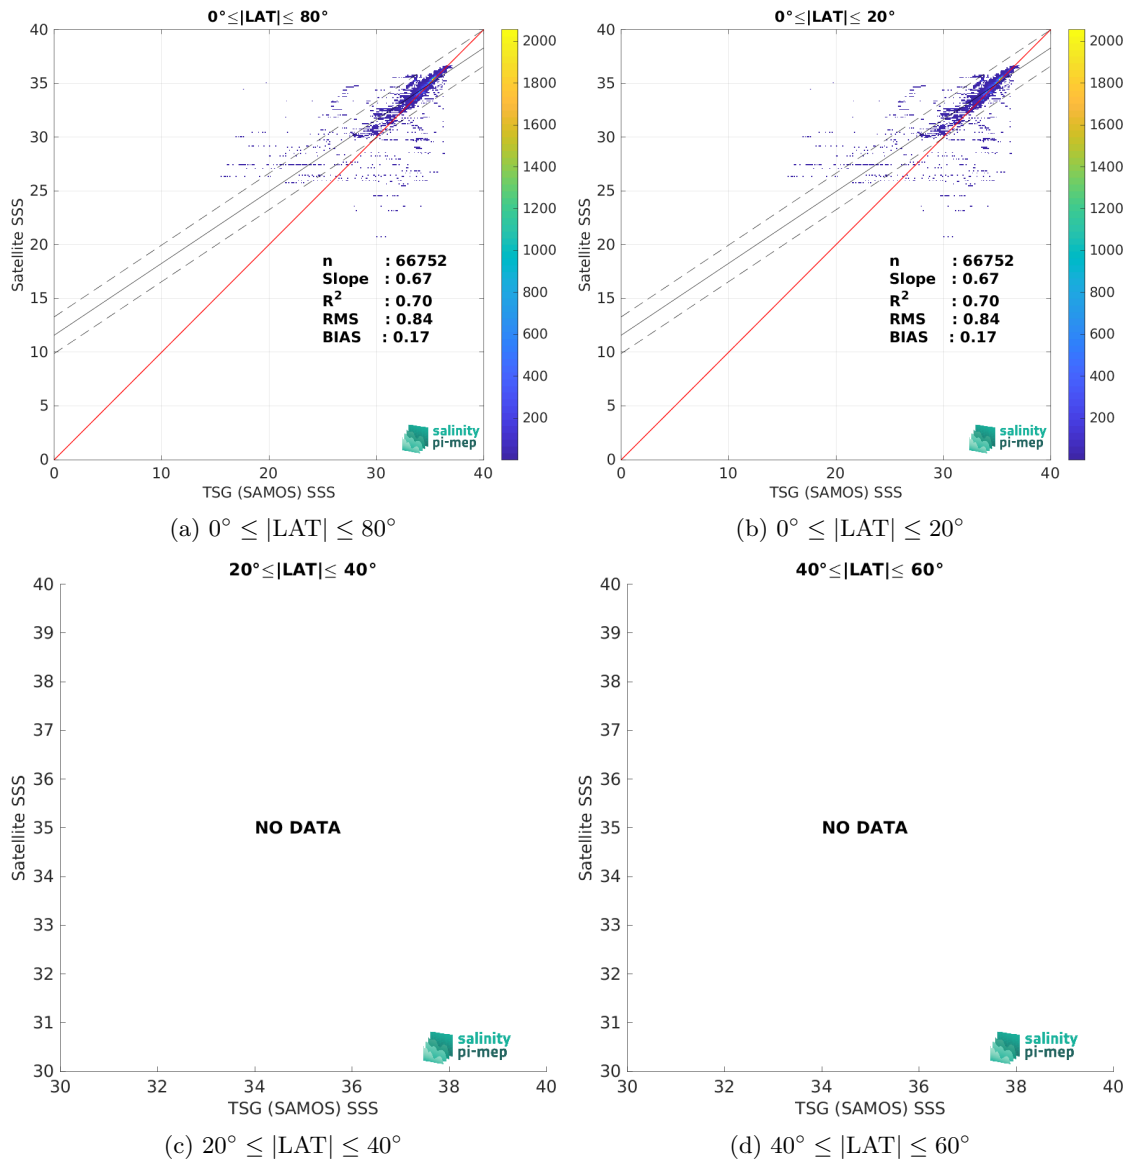 0°≤|LAT|≤ 80°
40
35
30
25
20
15
10
5
0
Satellite SSS
n : 66752
Slope : 0.67
R² : 0.70
RMS : 0.84
BIAS : 0.17
salinity
pi-mep
0 10 20 30 40
TSG (SAMOS) SSS
2000
1800
1600
1400
1200
1000
800
600
400
200
(a) 0° ≤ |LAT| ≤ 80°
0°≤|LAT|≤ 20°
40
35
30
25
20
15
10
5
0
Satellite SSS
n : 66752
Slope : 0.67
R² : 0.70
RMS : 0.84
BIAS : 0.17
salinity
pi-mep
0 10 20 30 40
TSG (SAMOS) SSS
2000
1800
1600
1400
1200
1000
800
600
400
200
(b) 0° ≤ |LAT| ≤ 20°
20°≤|LAT|≤ 40°
40
39
38
37
36
35
34
33
32
31
30
Satellite SSS
NO DATA
salinity
pi-mep
30 32 34 36 38 40
TSG (SAMOS) SSS
(c) 20° ≤ |LAT| ≤ 40°
40°≤|LAT|≤ 60°
40
39
38
37
36
35
34
33
32
31
30
Satellite SSS
NO DATA
salinity
pi-mep
30 32 34 36 38 40
TSG (SAMOS) SSS
(d) 40° ≤ |LAT| ≤ 60°